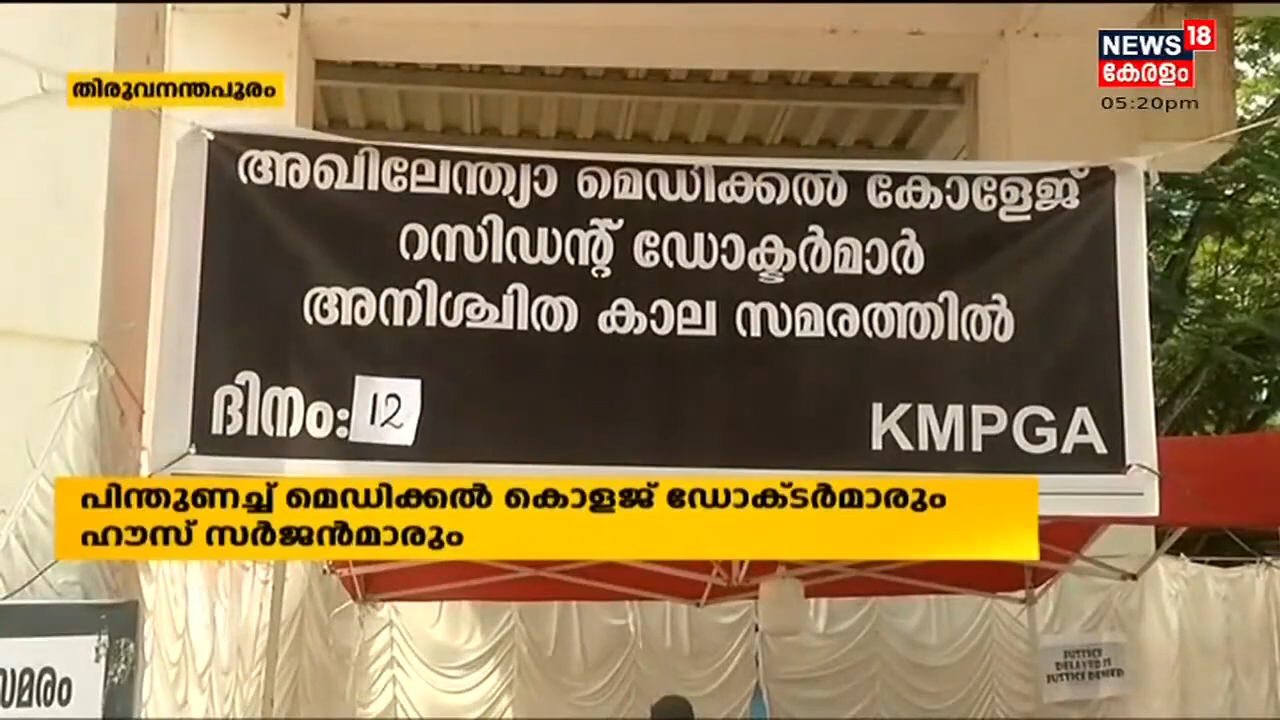 NEWS 18
കേരളം
05:20pm
തിരുവനന്തപുരം
അഖിലേന്ത്യാ മെഡിക്കൽ കോളേജ്
റസിഡന്റ് ഡോക്ടർമാർ
അനിശ്ചിത കാല സമരത്തിൽ
ദിനം: 12
KMPGA
പിന്തുണച്ച് മെഡിക്കൽ കൊളജ് ഡോക്ടർമാരും
ഹൗസ് സർജൻമാരും
JUSTICE
DELAYED IS
JUSTICE DENIED
സമരം